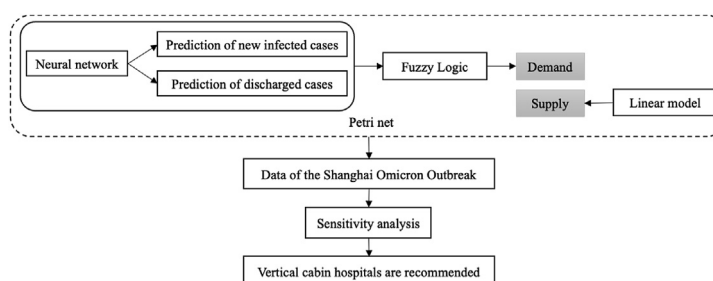 Prediction of new infected cases
Neural network
Prediction of discharged cases
Fuzzy Logic
Demand
Supply
Linear model
Petri net
Data of the Shanghai Omicron Outbreak
Sensitivity analysis
Vertical cabin hospitals are recommended